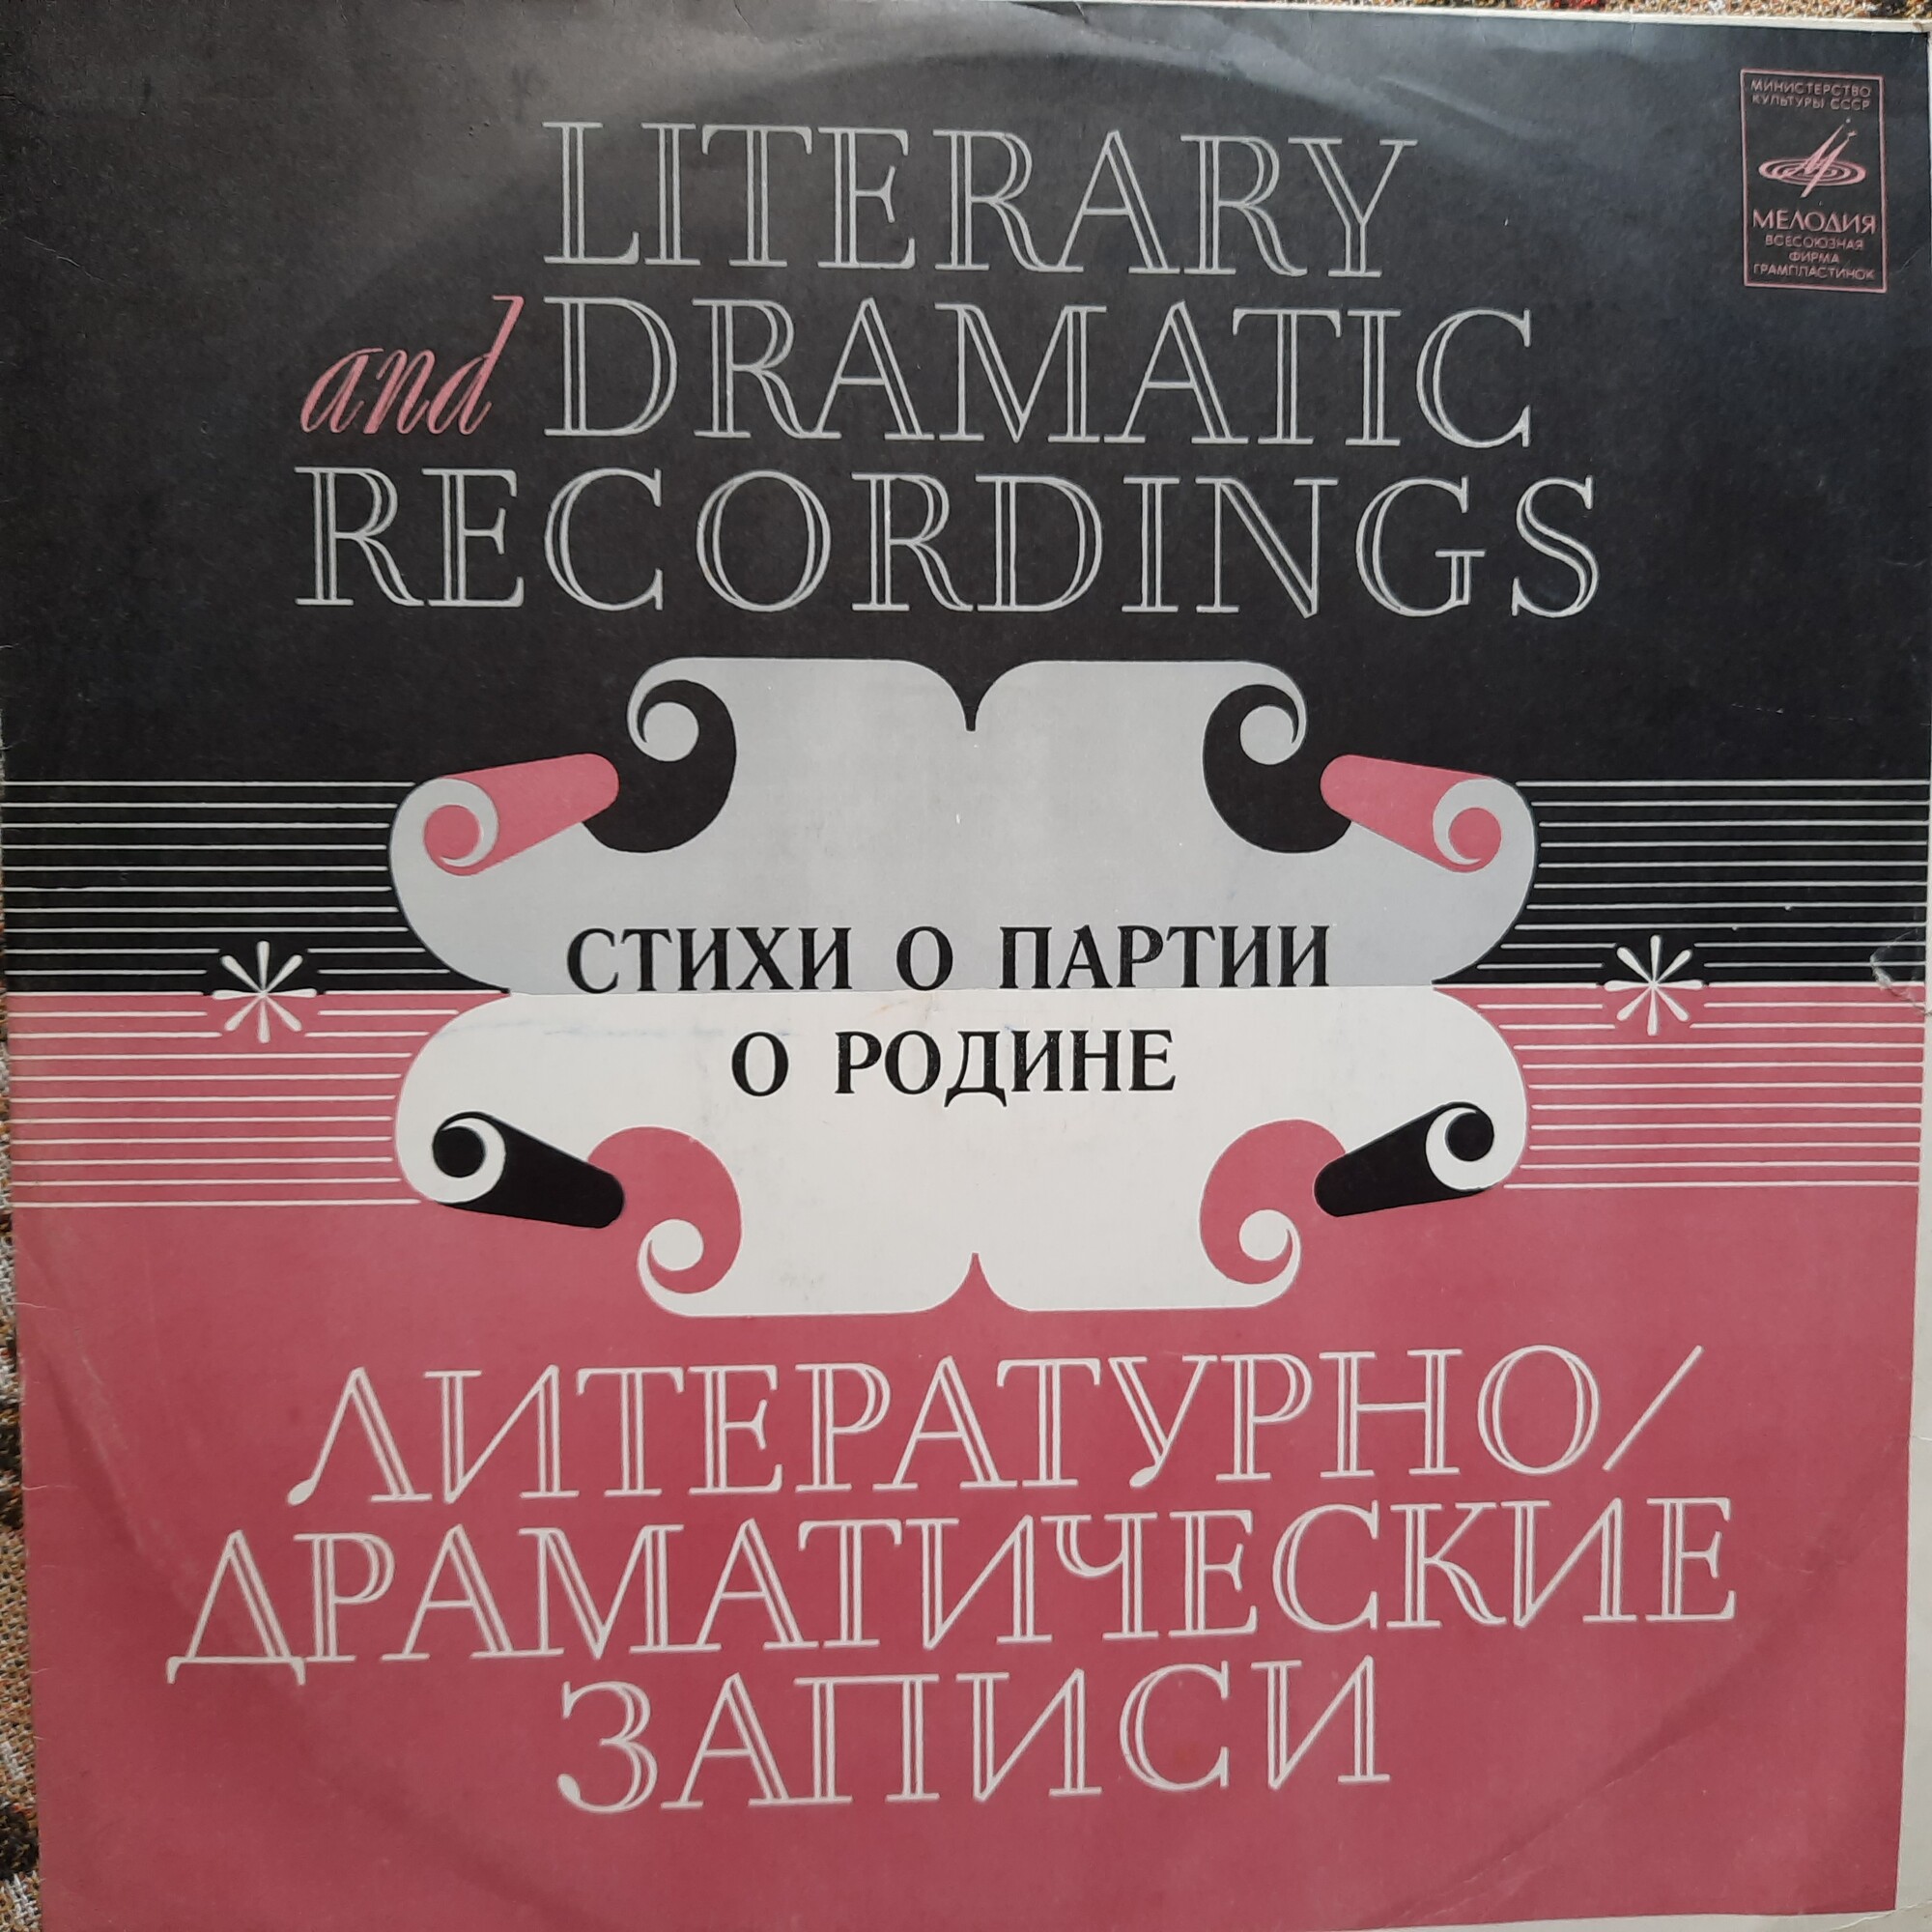 LITERARY
and DRAMATIC
RECORDINGS
МИНИСТЕРСТВО
КУЛЬТУРЫ СССР
МЕЛОДИЯ
ВСЕСОЮЗНАЯ
ФИРМА
ГРАМПЛАСТИНОК
СТИХИ О ПАРТИИ
О РОДИНЕ
ЛИТЕРАТУРНО/
ДРАМАТИЧЕСКИЕ
ЗАПИСИ